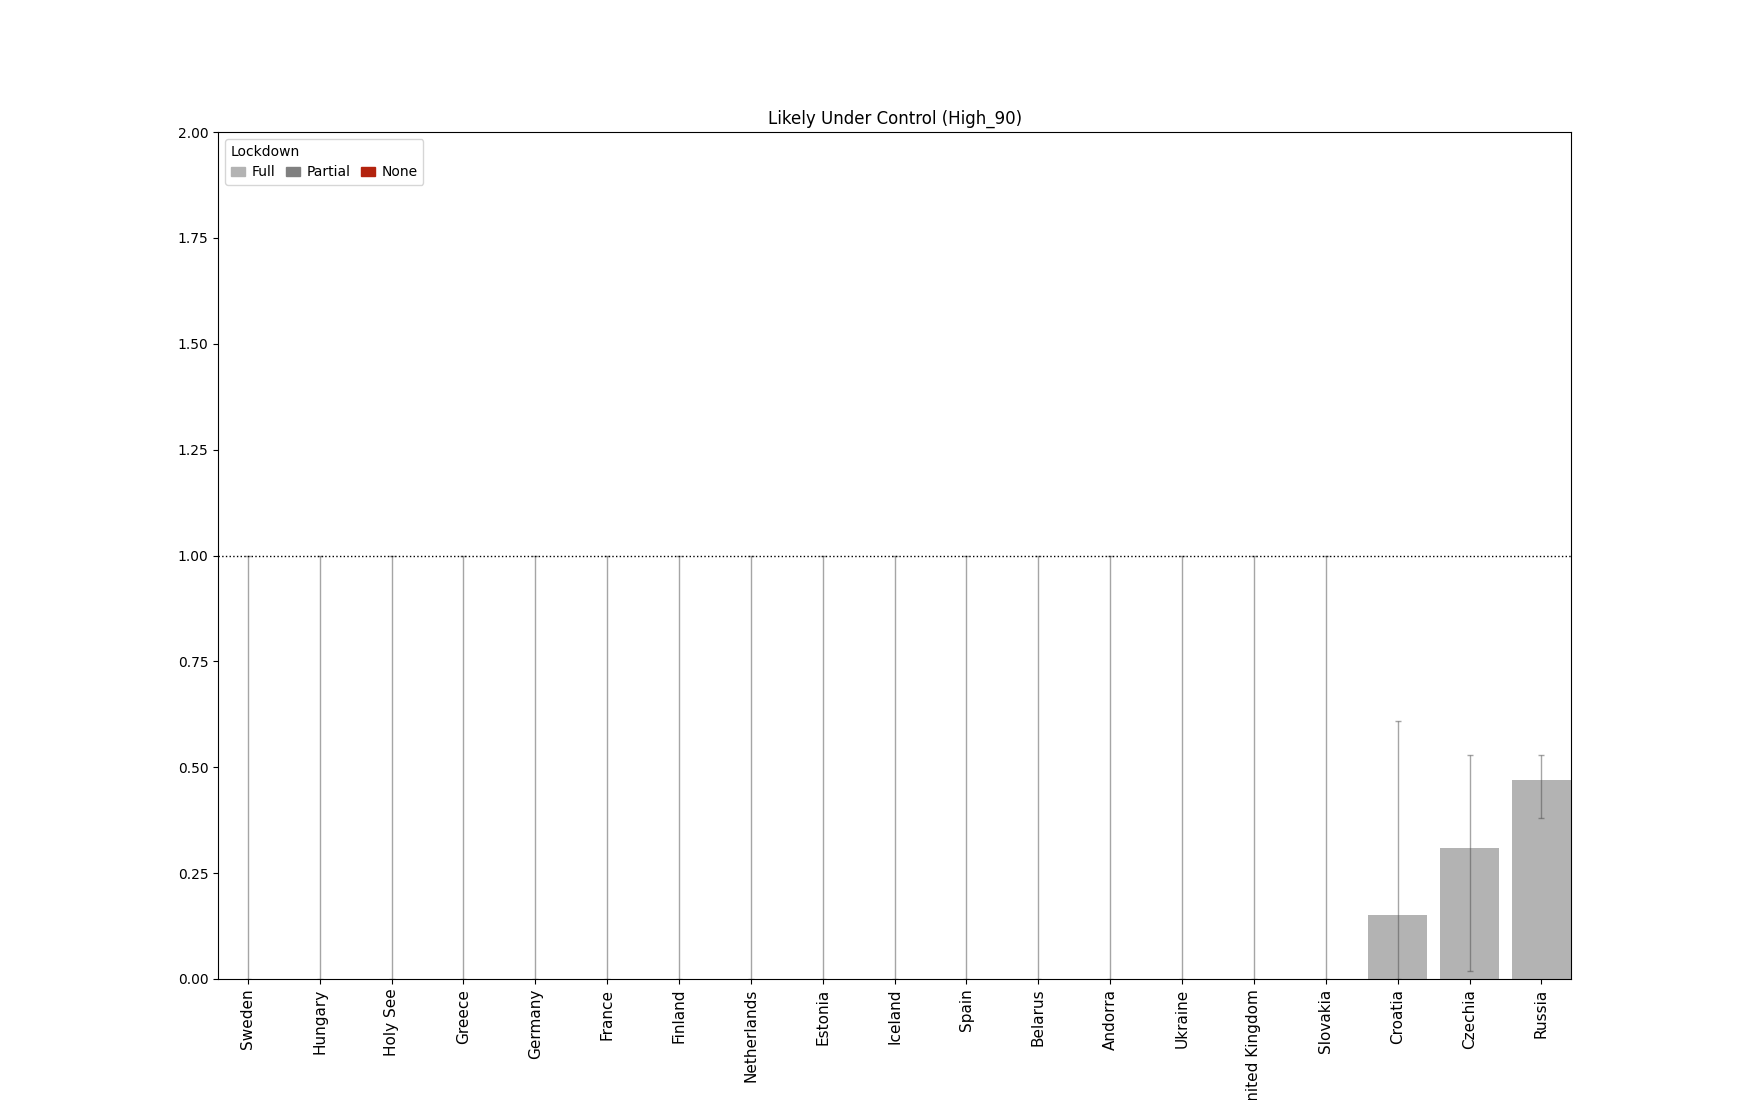 Likely Under Control (High_90)
Lockdown
Full Partial None
2.00
1.75
1.50
1.25
1.00
0.75
0.50
0.25
0.00
Sweden
Hungary
Holy See
Greece
Germany
France
Finland
Netherlands
Estonia
Iceland
Spain
Belarus
Andorra
Ukraine
nited Kingdom
Slovakia
Croatia
Czechia
Russia